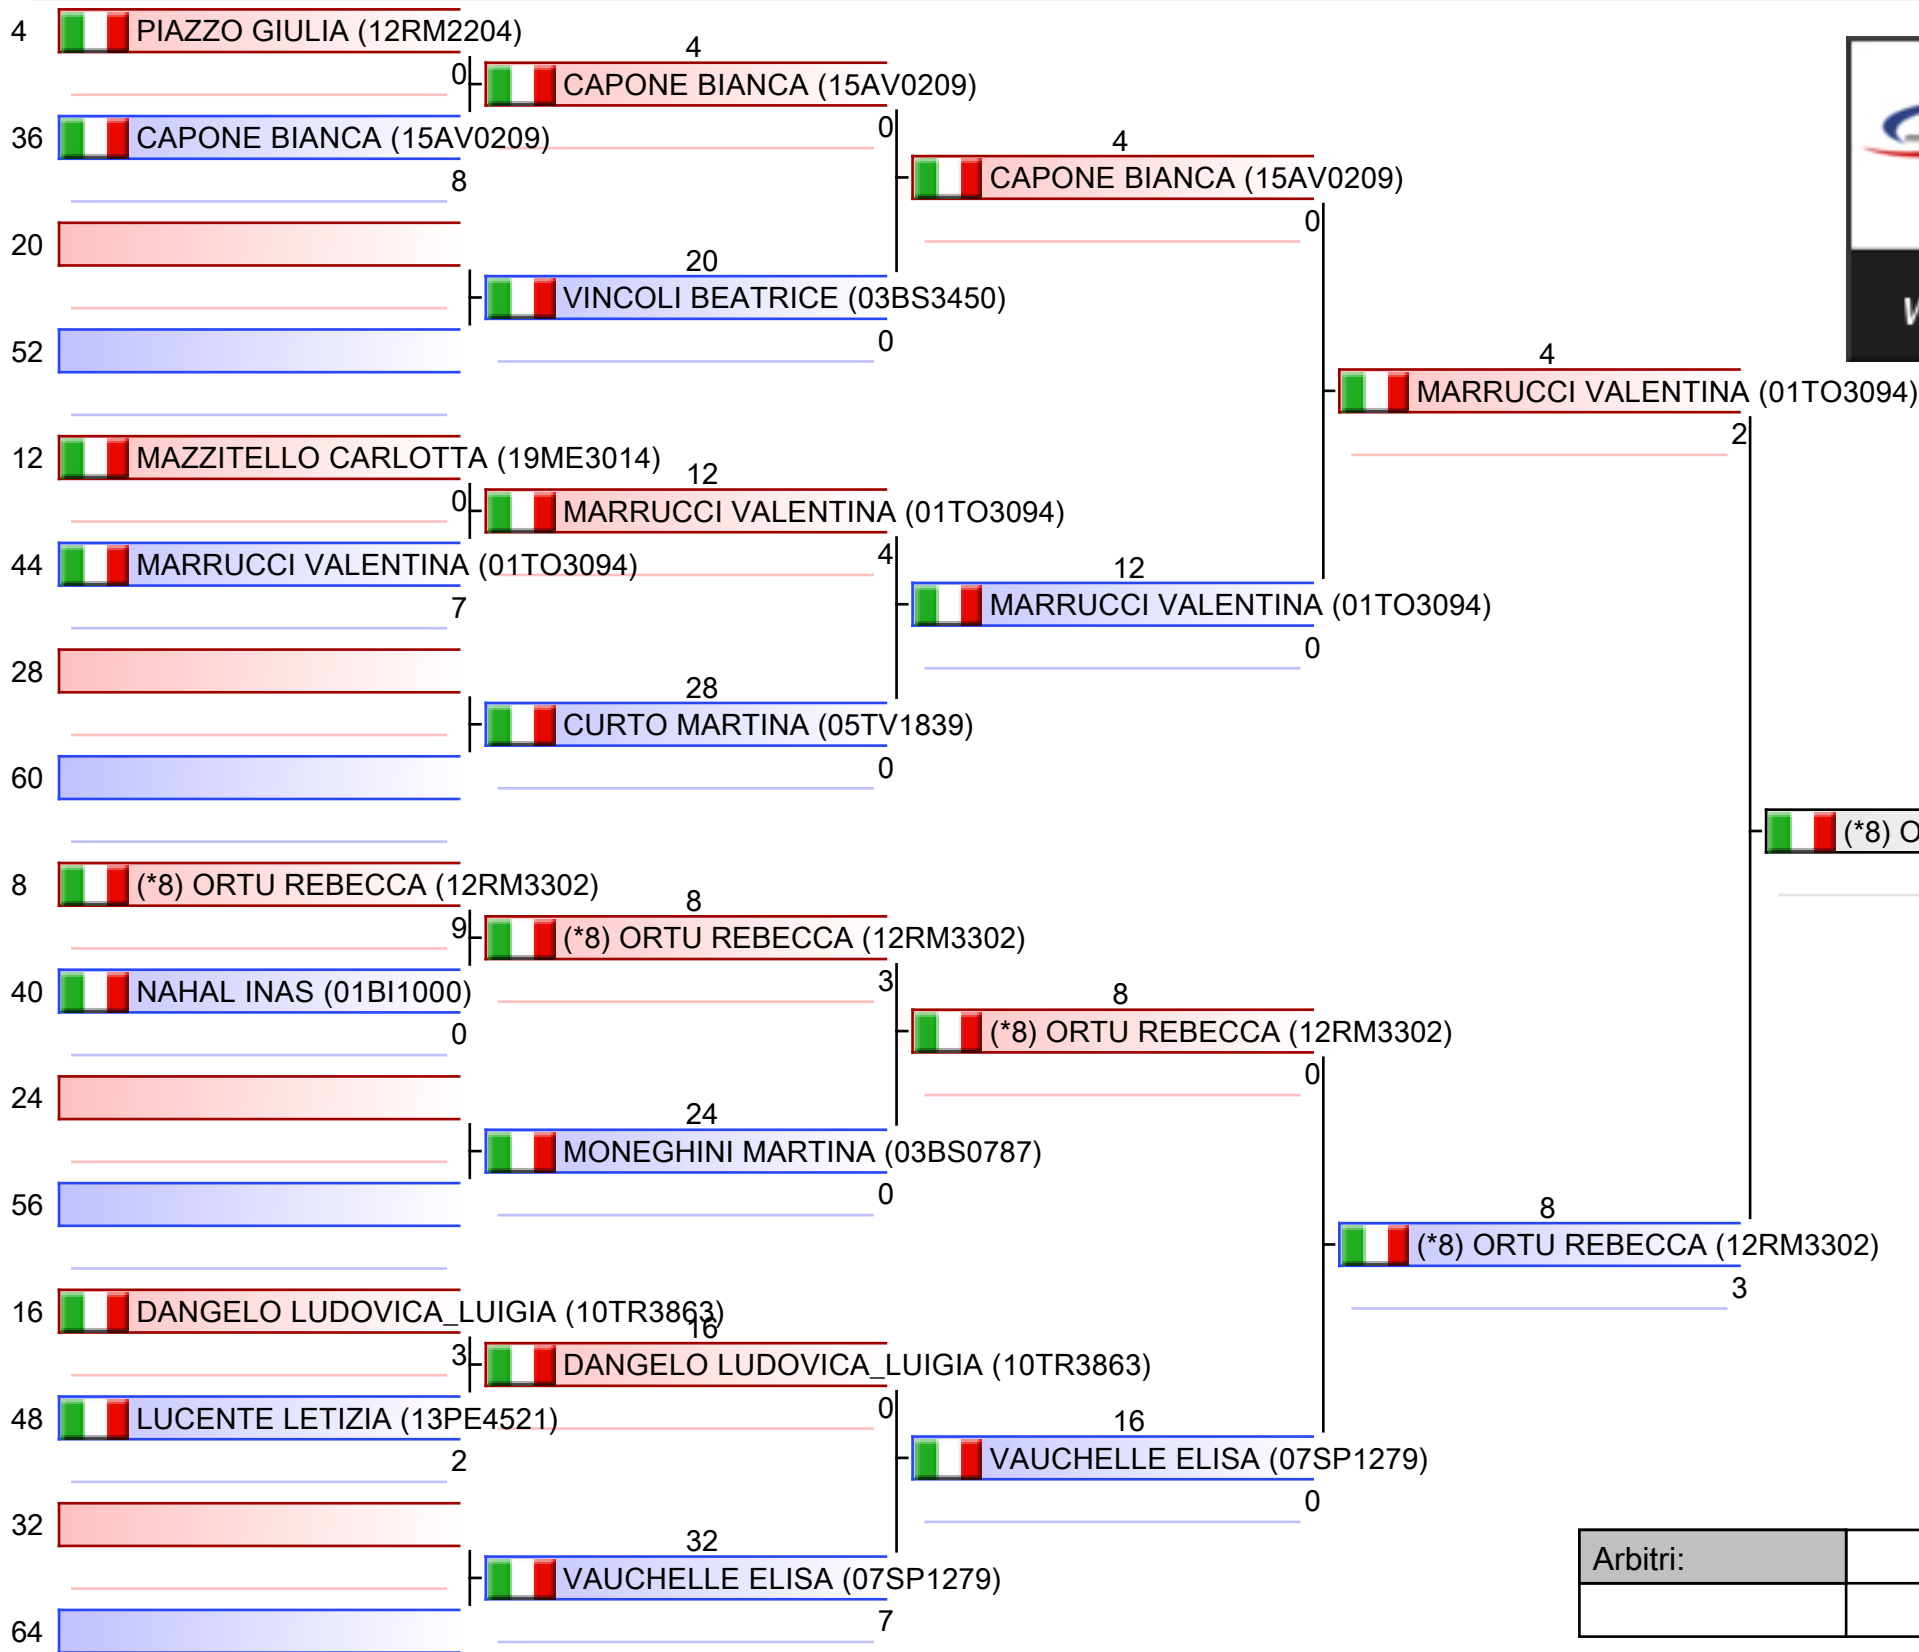 4 PIAZZO GIULIA (12RM2204)
0
36 CAPONE BIANCA (15AV0209)
8
20
52
12 MAZZITELLO CARLOTTA (19ME3014)
0
44 MARRUCCI VALENTINA (01TO3094)
7
28
60
8 (*8) ORTU REBECCA (12RM3302)
9
40 NAHAL INAS (01BI1000)
0
24
56
16 DANGELO LUDOVICA_LUIGIA (10TR3863)
3
48 LUCENTE LETIZIA (13PE4521)
2
32
64
4
CAPONE BIANCA (15AV0209)
0
20
VINCOLI BEATRICE (03BS3450)
0
12
MARRUCCI VALENTINA (01TO3094)
4
28
CURTO MARTINA (05TV1839)
0
8
(*8) ORTU REBECCA (12RM3302)
3
24
MONEGHINI MARTINA (03BS0787)
0
16
DANGELO LUDOVICA_LUIGIA (10TR3863)
0
32
VAUCHELLE ELISA (07SP1279)
7
4
CAPONE BIANCA (15AV0209)
0
12
MARRUCCI VALENTINA (01TO3094)
0
8
(*8) ORTU REBECCA (12RM3302)
0
16
VAUCHELLE ELISA (07SP1279)
0
4
MARRUCCI VALENTINA (01TO3094)
2
8
(*8) ORTU REBECCA (12RM3302)
3
(*8) O
Arbitri: